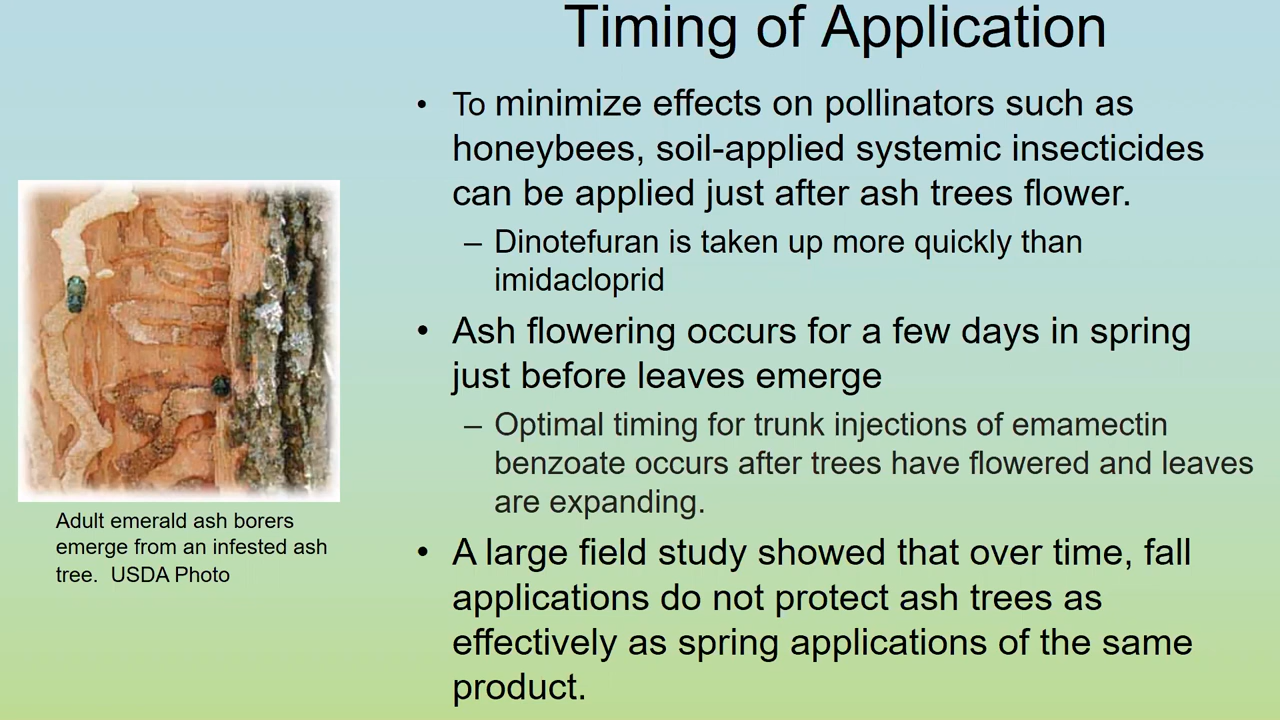 Timing of Application
• To minimize effects on pollinators such as
honeybees, soil-applied systemic insecticides
can be applied just after ash trees flower.
– Dinotefuran is taken up more quickly than
imidacloprid
• Ash flowering occurs for a few days in spring
just before leaves emerge
– Optimal timing for trunk injections of emamectin
benzoate occurs after trees have flowered and leaves
are expanding.
• A large field study showed that over time, fall
applications do not protect ash trees as
effectively as spring applications of the same
product.
Adult emerald ash borers
emerge from an infested ash
tree. USDA Photo